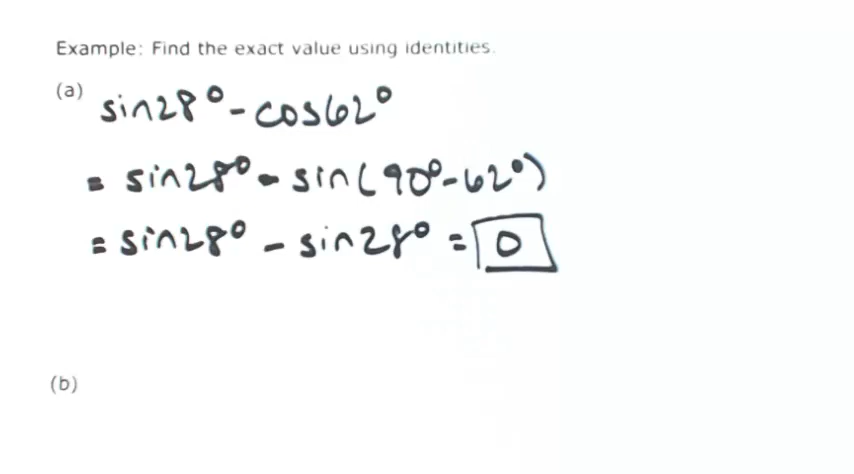 Example: Find the exact value using identities.
(a) sin28° - cos62°
= sin28° - sin(90° - 62°)
= sin28° - sin28° = 0
(b)